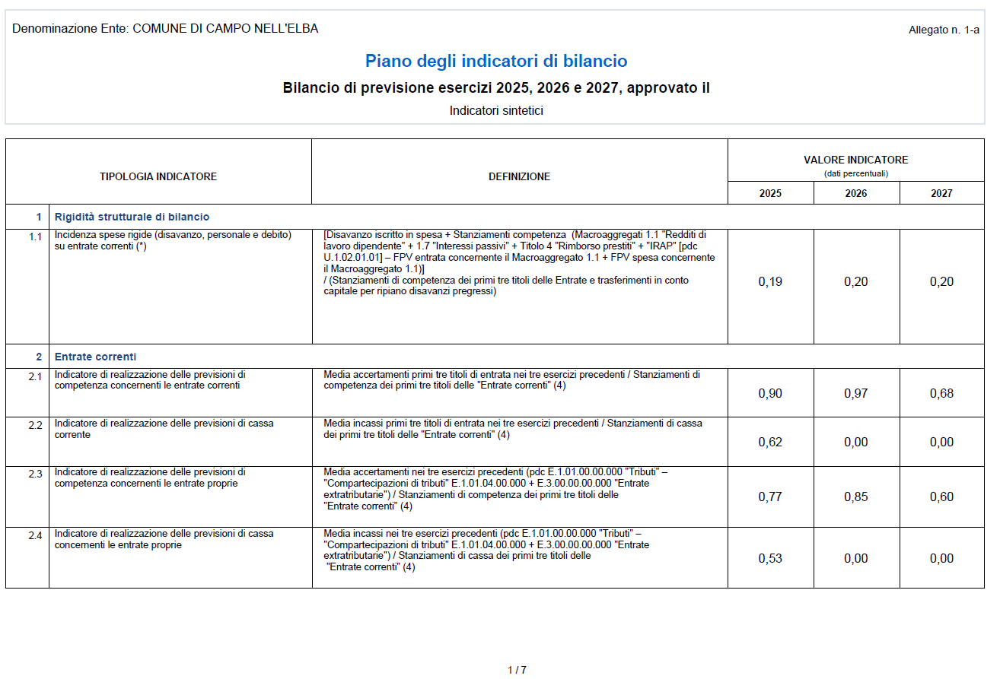 Denominazione Ente: COMUNE DI CAMPO NELL'ELBA
Allegato n. 1-a
Piano degli indicatori di bilancio
Bilancio di previsione esercizi 2025, 2026 e 2027, approvato il
Indicatori sintetici
TIPOLOGIA INDICATORE
DEFINIZIONE
VALORE INDICATORE
(dati percentuali)
2025
2026
2027
1
Rigidità strutturale di bilancio
1.1
Incidenza spese rigide (disavanzo, personale e debito)
su entrate correnti (*)
[Disavanzo iscritto in spesa + Stanziamenti competenza (Macroaggregati 1.1 "Redditi di
lavoro dipendente" + 1.7 "Interessi passivi" + Titolo 4 "Rimborso prestiti" + "IRAP" [pdc
U.1.02.01.01] – FPV entrata concernente il Macroaggregato 1.1 + FPV spesa concernente
il Macroaggregato 1.1)]
/ (Stanziamenti di competenza dei primi tre titoli delle Entrate e trasferimenti in conto
capitale per ripiano disavanzi pregressi)
0,19
0,20
0,20
2
Entrate correnti
2.1
Indicatore di realizzazione delle previsioni di
competenza concernenti le entrate correnti
Media accertamenti primi tre titoli di entrata nei tre esercizi precedenti / Stanziamenti di
competenza dei primi tre titoli delle "Entrate correnti" (4)
0,90
0,97
0,68
2.2
Indicatore di realizzazione delle previsioni di cassa
corrente
Media incassi primi tre titoli di entrata nei tre esercizi precedenti / Stanziamenti di cassa
dei primi tre titoli delle "Entrate correnti" (4)
0,62
0,00
0,00
2.3
Indicatore di realizzazione delle previsioni di
competenza concernenti le entrate proprie
Media accertamenti nei tre esercizi precedenti (pdc E.1.01.00.00.000 "Tributi" –
"Compartecipazioni di tributi" E.1.01.04.00.000 + E.3.00.00.00.000 "Entrate
extratributarie") / Stanziamenti di competenza dei primi tre titoli delle
"Entrate correnti" (4)
0,77
0,85
0,60
2.4
Indicatore di realizzazione delle previsioni di cassa
concernenti le entrate proprie
Media incassi nei tre esercizi precedenti (pdc E.1.01.00.00.000 "Tributi" –
"Compartecipazioni di tributi" E.1.01.04.00.000 + E.3.00.00.00.000 "Entrate
extratributarie") / Stanziamenti di cassa dei primi tre titoli delle
"Entrate correnti" (4)
0,53
0,00
0,00
1 / 7